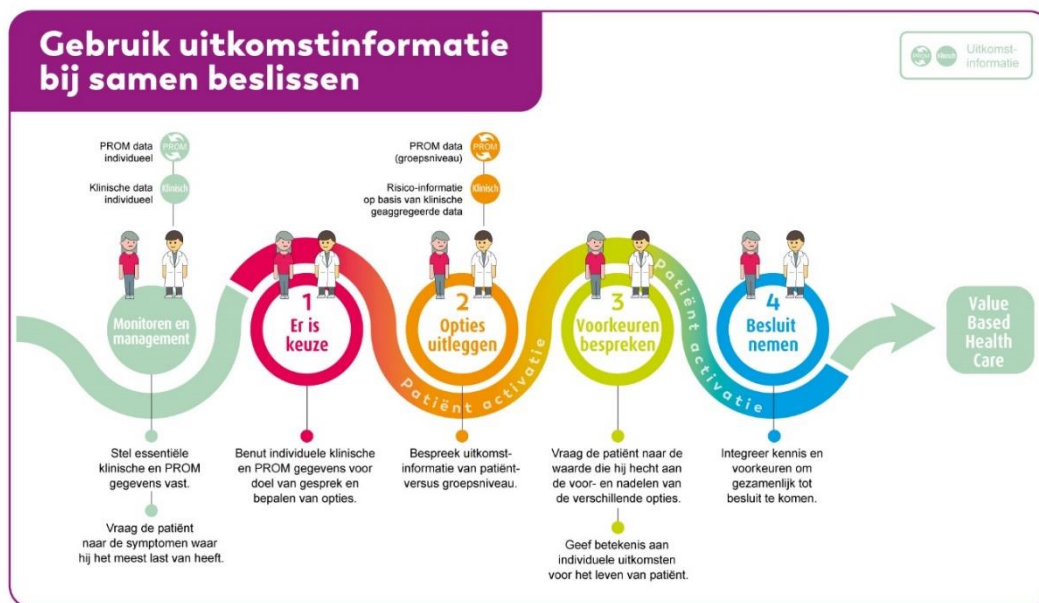 Gebruik uitkomstinformatie
bij samen beslissen
PROM
Klinisch
Uitkomst-
informatie
PROM data
individueel
PROM
Klinische data
individueel
Klinisch
PROM data
(groepsniveau)
PROM
Risico-informatie
op basis van klinische
geaggregeerde data
Klinisch
Monitoren en
management
1
Er is
keuze
2
Opties
uitleggen
3
Voorkeuren
bespreken
4
Besluit
nemen
Patiënt activatie
Patiënt activatie
Value
Based
Health
Care
Stel essentiële
klinische en PROM
gegevens vast.
Vraag de patiënt
naar de symptomen waar
hij het meest last van heeft.
Benut individuele klinische
en PROM gegevens voor
doel van gesprek en
bepalen van opties.
Bespreek uitkomst-
informatie van patiënt-
versus groepsniveau.
Vraag de patiënt naar de
waarde die hij hecht aan
de voor- en nadelen van
de verschillende opties.
Geef betekenis aan
individuele uitkomsten
voor het leven van patiënt.
Integreer kennis en
voorkeuren om
gezamenlijk tot
besluit te komen.